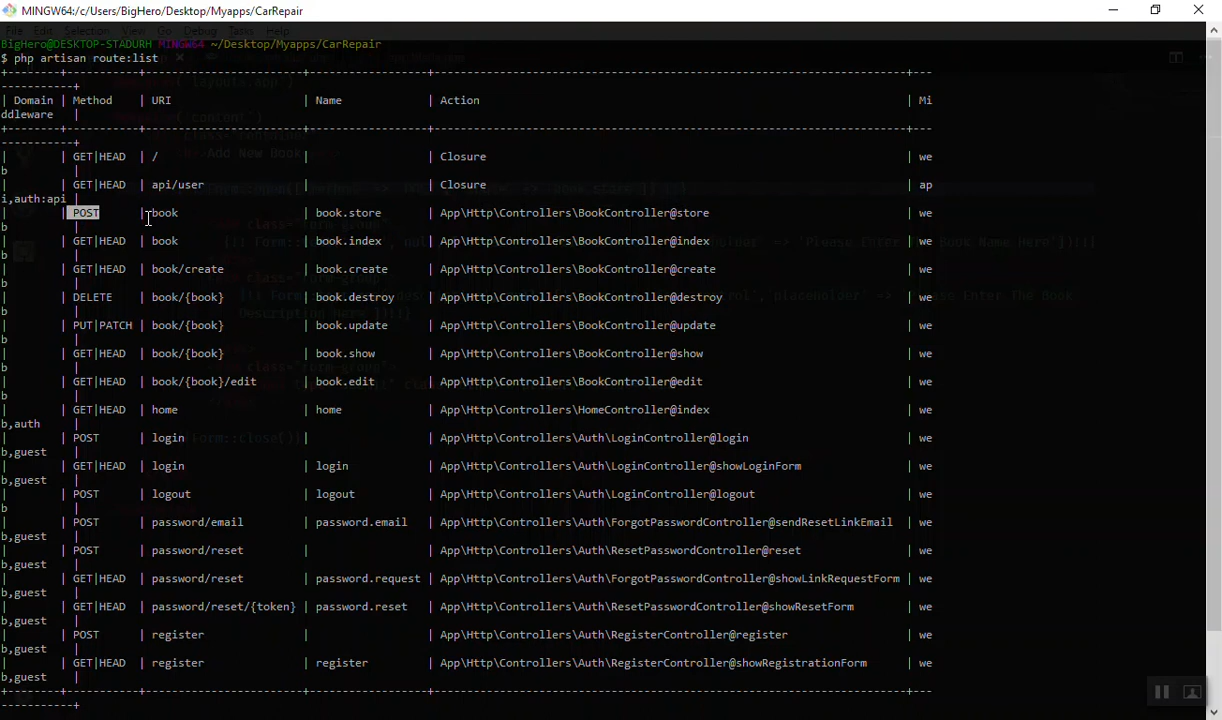 MINGW64:/c/Users/BigHero/Desktop/Myapps/CarRepair
BigHero@DESKTOP-STADURH MINGW64 ~/Desktop/Myapps/CarRepair
$ php artisan route:list
+--------+-----------+------------------------+------------------+------------------------------------------------------------------------+---
-----------+
| Domain | Method | URI | Name | Action | Mi
ddleware |
+--------+-----------+------------------------+------------------+------------------------------------------------------------------------+---
-----------+
| | GET|HEAD | / | | Closure | we
b |
| | GET|HEAD | api/user | | Closure | ap
i,auth:api |
| | POST | book | book.store | App\Http\Controllers\BookController@store | we
b |
| | GET|HEAD | book | book.index | App\Http\Controllers\BookController@index | we
b |
| | GET|HEAD | book/create | book.create | App\Http\Controllers\BookController@create | we
b |
| | DELETE | book/{book} | book.destroy | App\Http\Controllers\BookController@destroy | we
b |
| | PUT|PATCH | book/{book} | book.update | App\Http\Controllers\BookController@update | we
b |
| | GET|HEAD | book/{book} | book.show | App\Http\Controllers\BookController@show | we
b |
| | GET|HEAD | book/{book}/edit | book.edit | App\Http\Controllers\BookController@edit | we
b |
| | GET|HEAD | home | home | App\Http\Controllers\HomeController@index | we
b,auth |
| | POST | login | | App\Http\Controllers\Auth\LoginController@login | we
b,guest |
| | GET|HEAD | login | login | App\Http\Controllers\Auth\LoginController@showLoginForm | we
b,guest |
| | POST | logout | logout | App\Http\Controllers\Auth\LoginController@logout | we
b |
| | POST | password/email | password.email | App\Http\Controllers\Auth\ForgotPasswordController@sendResetLinkEmail | we
b,guest |
| | POST | password/reset | | App\Http\Controllers\Auth\ResetPasswordController@reset | we
b,guest |
| | GET|HEAD | password/reset | password.request | App\Http\Controllers\Auth\ForgotPasswordController@showLinkRequestForm | we
b,guest |
| | GET|HEAD | password/reset/{token} | password.reset | App\Http\Controllers\Auth\ResetPasswordController@showResetForm | we
b,guest |
| | POST | register | | App\Http\Controllers\Auth\RegisterController@register | we
b,guest |
| | GET|HEAD | register | register | App\Http\Controllers\Auth\RegisterController@showRegistrationForm | we
b,guest |
+--------+-----------+------------------------+------------------+------------------------------------------------------------------------+---
-----------+